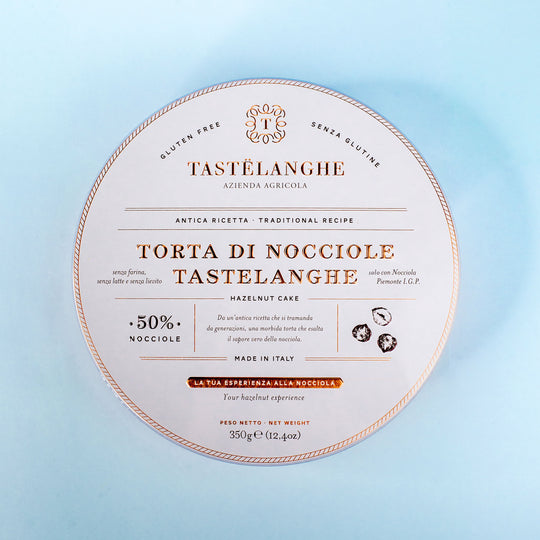 GLUTEN FREE
SENZA GLUTINE
T
TASTËLANGHE
AZIENDA AGRICOLA
ANTICA RICETTA · TRADITIONAL RECIPE
TORTA DI NOCCIOLE
TASTELANGHE
senza farina,
senza latte e senza lievito
solo con Nocciola
Piemonte I.G.P.
HAZELNUT CAKE
· 50% ·
NOCCIOLE
Da un'antica ricetta che si tramanda
da generazioni, una morbida torta che esalta
il sapore vero della nocciola.
MADE IN ITALY
LA TUA ESPERIENZA ALLA NOCCIOLA
Your hazelnut experience
PESO NETTO · NET WEIGHT
350g ℮ (12,4oz)